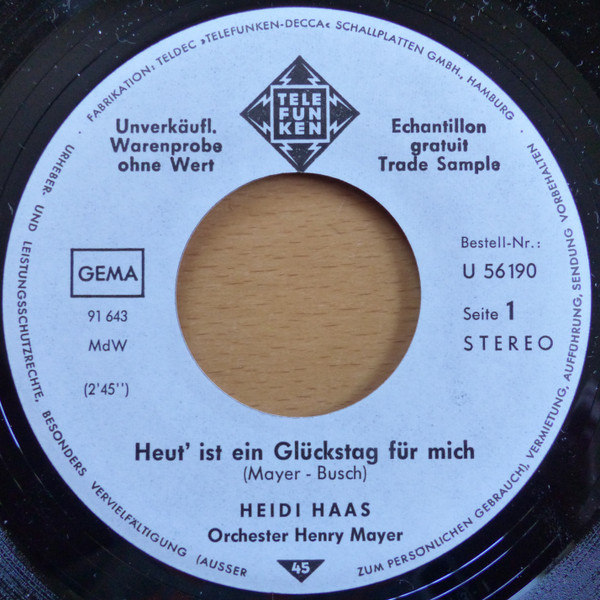 · FABRIKATION: TELDEC »TELEFUNKEN-DECCA« SCHALLPLATTEN GMBH., HAMBURG ·
URHEBER- UND LEISTUNGSSCHUTZRECHTE, BESONDERS VERVIELFÄLTIGUNG (AUSSER ZUM PERSÖNLICHEN GEBRAUCH), VERMIETUNG, AUFFÜHRUNG, SENDUNG VORBEHALTEN
TELE
FUN
KEN
Unverkäufl.
Warenprobe
ohne Wert
Echantillon
gratuit
Trade Sample
GEMA
91 643
MdW
(2'45'')
Bestell-Nr.:
U 56190
Seite 1
STEREO
Heut' ist ein Glückstag für mich
(Mayer - Busch)
HEIDI HAAS
Orchester Henry Mayer
45